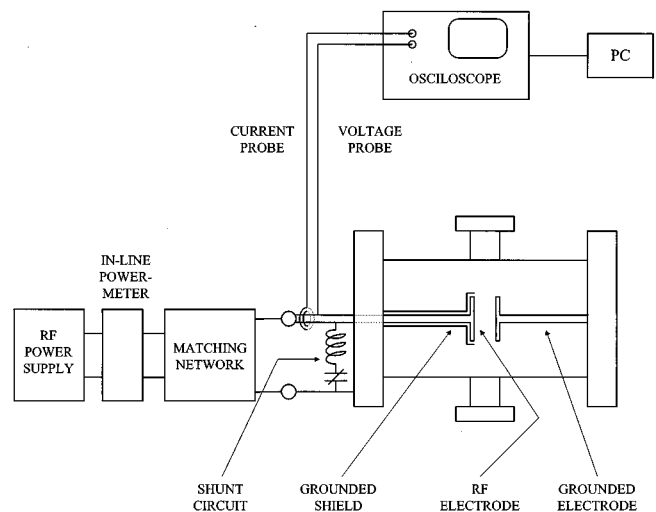 OSCILOSCOPE
PC
CURRENT
PROBE
VOLTAGE
PROBE
IN-LINE
POWER-
METER
RF
POWER
SUPPLY
MATCHING
NETWORK
SHUNT
CIRCUIT
GROUNDED
SHIELD
RF
ELECTRODE
GROUNDED
ELECTRODE